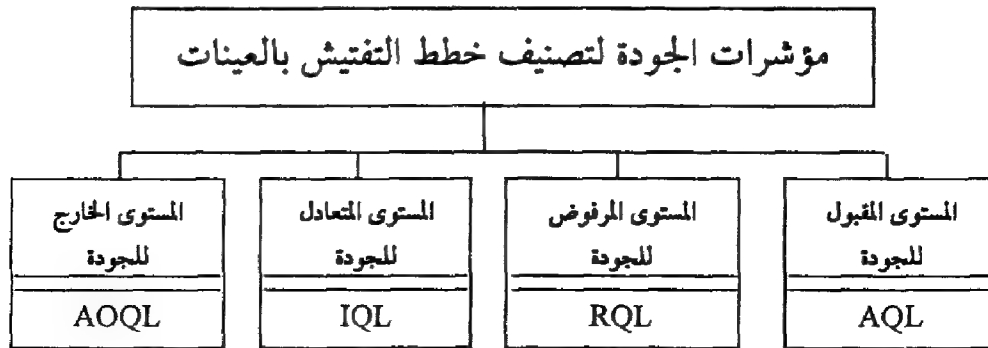 مؤشرات الجودة لتصنيف خطط التفتيش بالعينات
المستوى المقبول
للجودة
AQL
المستوى المرفوض
للجودة
RQL
المستوى المتعادل
للجودة
IQL
المستوى الخارج
للجودة
AOQL